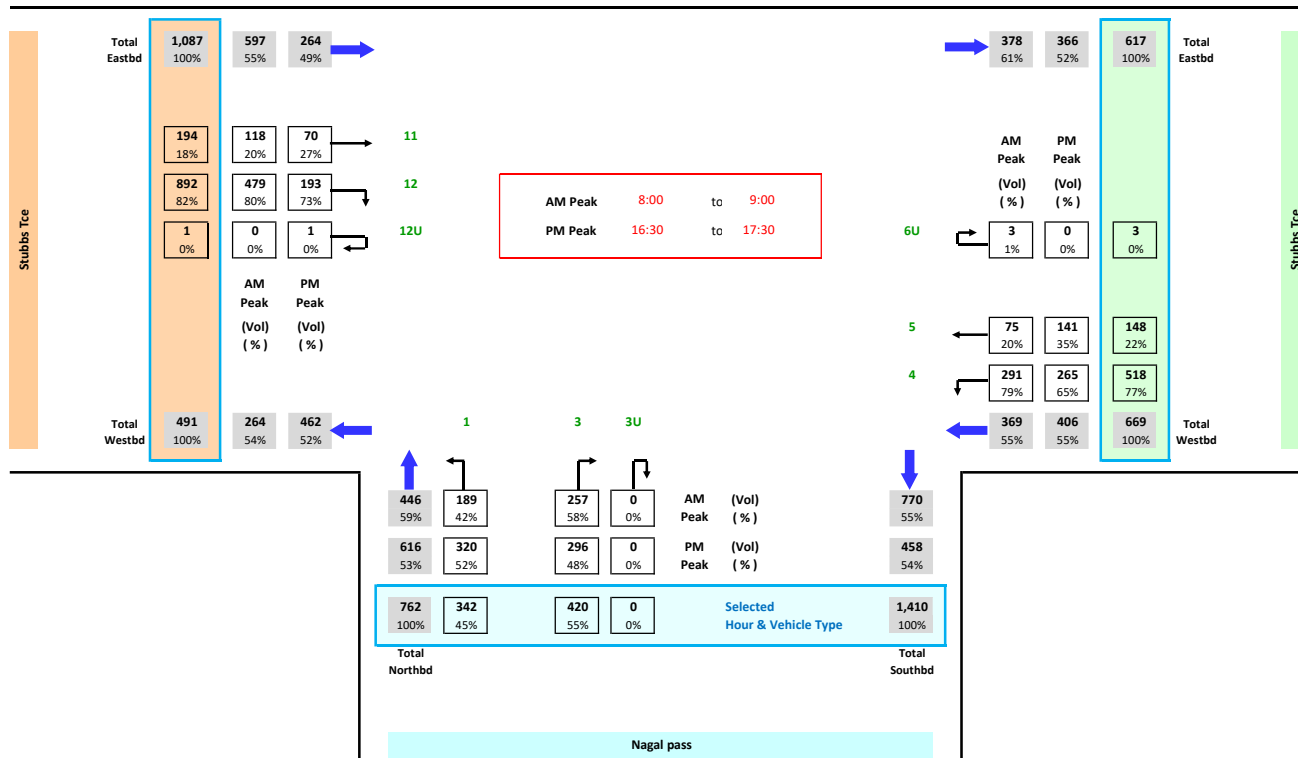 Total 1,087 597 264 378 366 617 Total
Eastbd 100% 55% 49% 61% 52% 100% Eastbd
194 118 70 11
18% 20% 27%
AM PM
Peak Peak
892 479 193 12
82% 80% 73%
(Vol) (Vol)
( % ) ( % )
AM Peak 8:00 to 9:00
PM Peak 16:30 to 17:30
1 0 1 12U 6U 3 0 3
0% 0% 0% 1% 0% 0%
Stubbs Tce
Stubbs Tce
AM PM
Peak Peak
(Vol) (Vol)
( % ) ( % )
5 75 141 148
20% 35% 22%
4 291 265 518
79% 65% 77%
Total 491 264 462 1 3 3U 369 406 669 Total
Westbd 100% 54% 52% 55% 55% 100% Westbd
446 189 257 0 AM (Vol) 770
59% 42% 58% 0% Peak ( % ) 55%
616 320 296 0 PM (Vol) 458
53% 52% 48% 0% Peak ( % ) 54%
762 342 420 0 Selected 1,410
100% 45% 55% 0% Hour & Vehicle Type 100%
Total Total
Northbd Southbd
Nagal pass